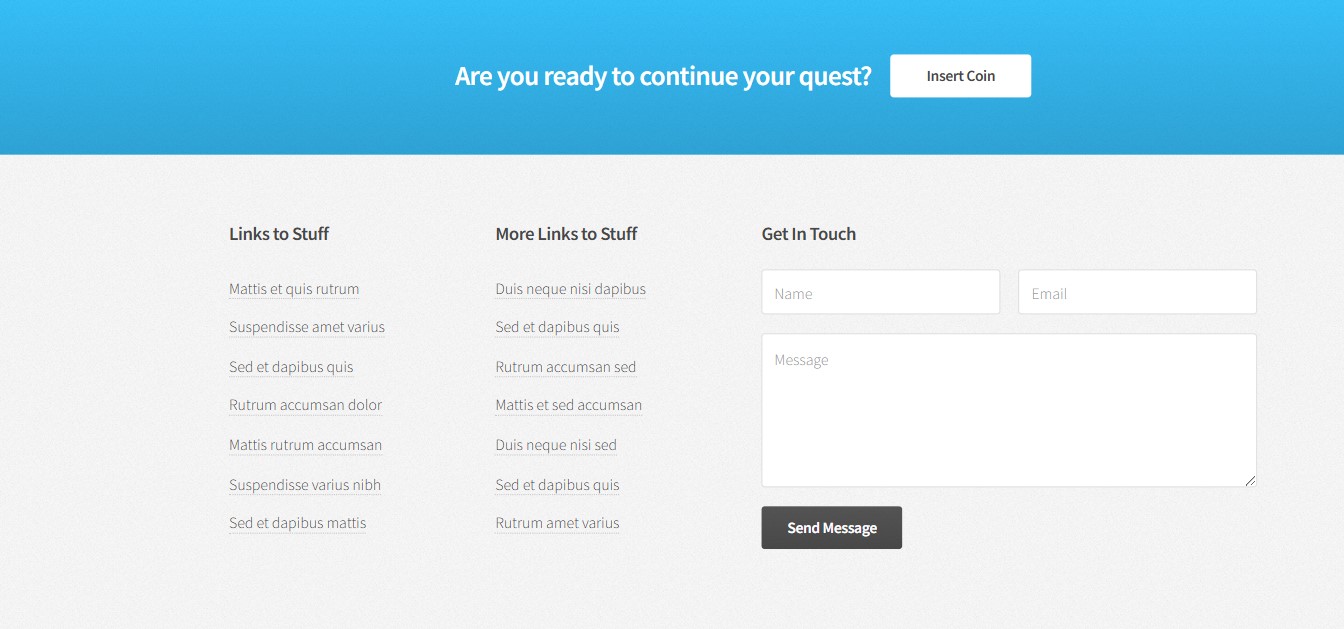 Are you ready to continue your quest?
Insert Coin
Links to Stuff
Mattis et quis rutrum
Suspendisse amet varius
Sed et dapibus quis
Rutrum accumsan dolor
Mattis rutrum accumsan
Suspendisse varius nibh
Sed et dapibus mattis
More Links to Stuff
Duis neque nisi dapibus
Sed et dapibus quis
Rutrum accumsan sed
Mattis et sed accumsan
Duis neque nisi sed
Sed et dapibus quis
Rutrum amet varius
Get In Touch
Name
Email
Message
Send Message